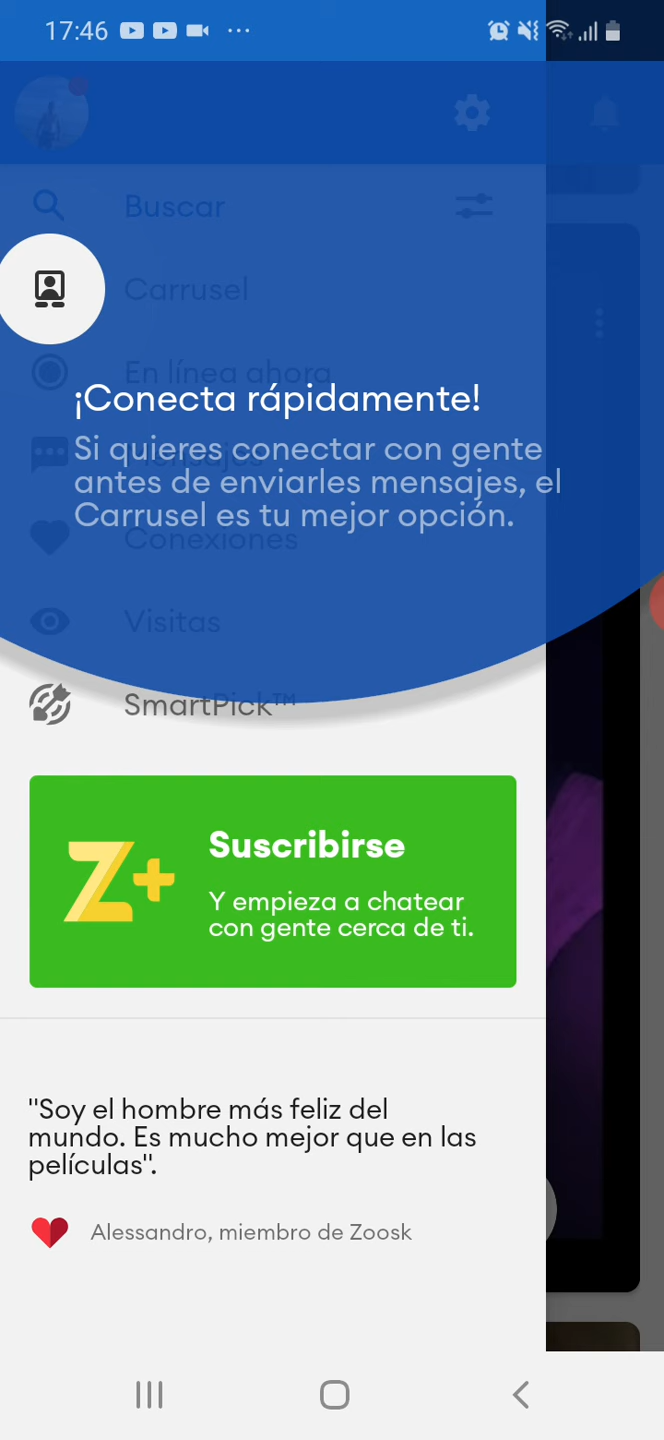 17:46
Buscar
Carrusel
En línea ahora
¡Conecta rápidamente!
Si quieres conectar con gente
antes de enviarles mensajes, el
Carrusel es tu mejor opción.
Mensajes
Conexiones
Visitas
SmartPick™
Z+
Suscribirse
Y empieza a chatear
con gente cerca de ti.
"Soy el hombre más feliz del
mundo. Es mucho mejor que en las
películas".
Alessandro, miembro de Zoosk